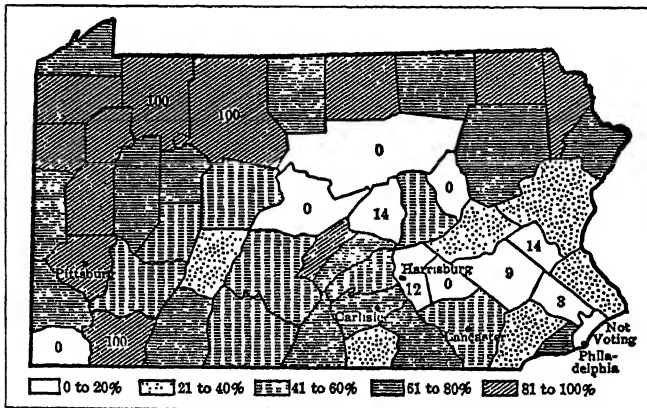 100
100
0
0
0
14
14
Pittsburg
Harrisburg
9
12
0
3
Carlisle
Lancaster
Not
Voting
0
100
Phila-
delphia
0 to 20% 21 to 40% 41 to 60% 61 to 80% 81 to 100%